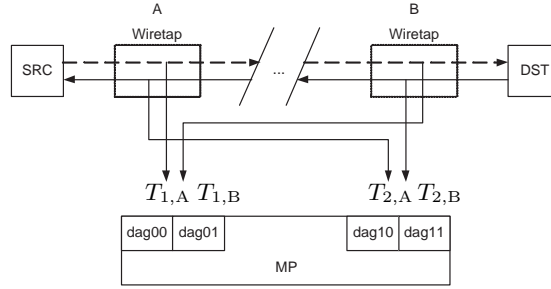 A B
Wiretap Wiretap
SRC ... DST
T1,A T1,B T2,A T2,B
dag00 dag01 dag10 dag11
MP